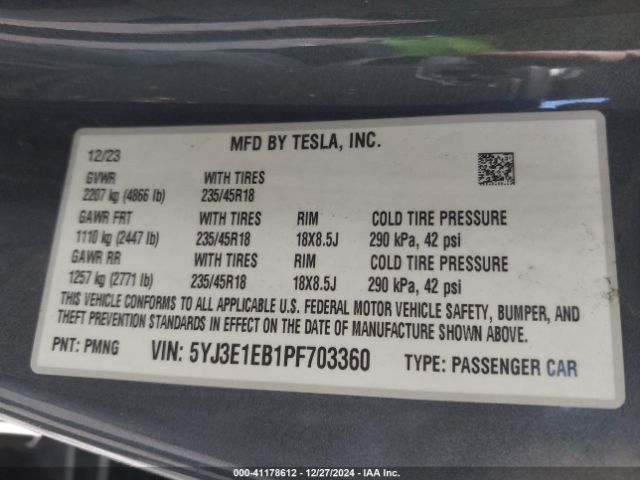 MFD BY TESLA, INC.
12/23
GVWR WITH TIRES
2207 kg (4866 lb) 235/45R18
GAWR FRT WITH TIRES RIM COLD TIRE PRESSURE
1110 kg (2447 lb) 235/45R18 18X8.5J 290 kPa, 42 psi
GAWR RR WITH TIRES RIM COLD TIRE PRESSURE
1257 kg (2771 lb) 235/45R18 18X8.5J 290 kPa, 42 psi
THIS VEHICLE CONFORMS TO ALL APPLICABLE U.S. FEDERAL MOTOR VEHICLE SAFETY, BUMPER, AND
THEFT PREVENTION STANDARDS IN EFFECT ON THE DATE OF MANUFACTURE SHOWN ABOVE.
PNT: PMNG VIN: 5YJ3E1EB1PF703360 TYPE: PASSENGER CAR
000-41178612 - 12/27/2024 - IAA Inc.